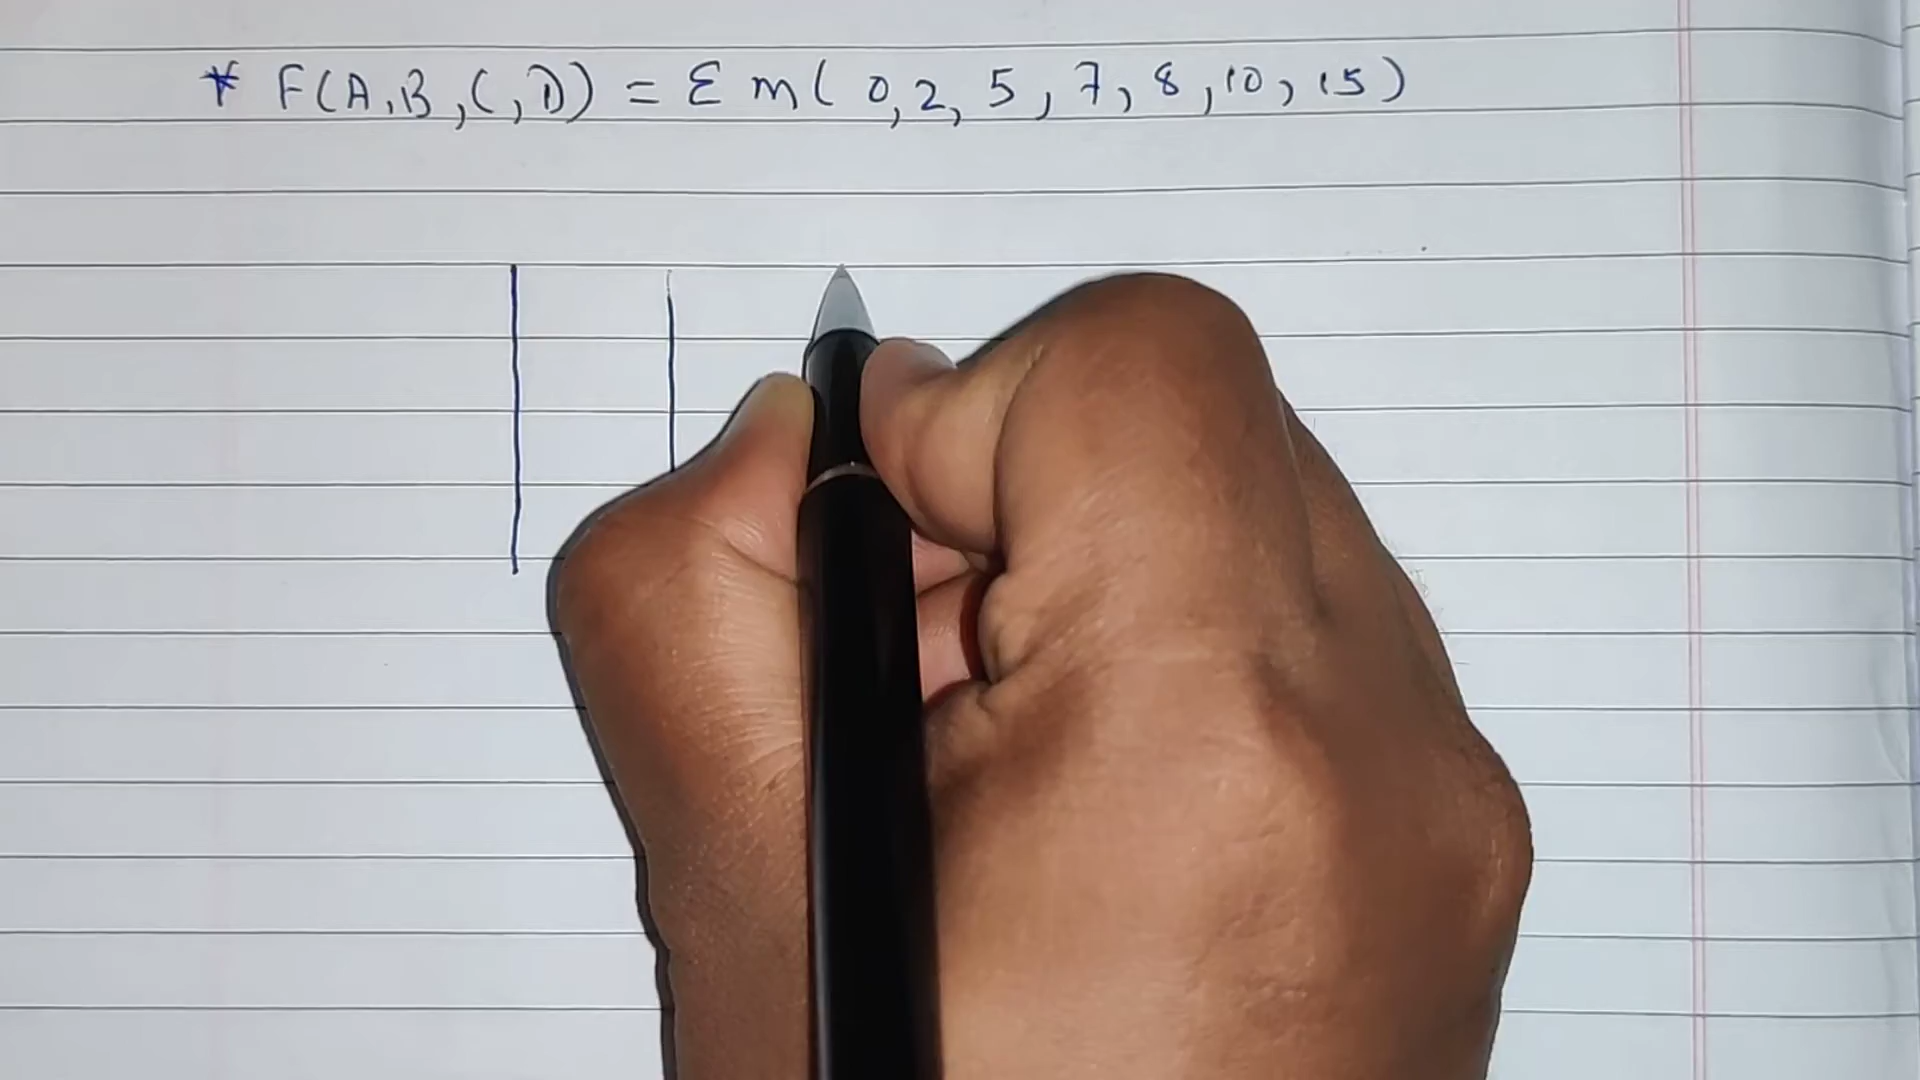 * F(A,B,C,D) = Σ m( 0,2, 5, 7, 8,10, 15)